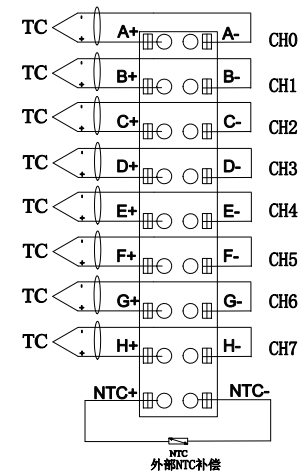 TC A+ A- CH0
TC B+ B- CH1
TC C+ C- CH2
TC D+ D- CH3
TC E+ E- CH4
TC F+ F- CH5
TC G+ G- CH6
TC H+ H- CH7
NTC+ NTC-
NTC
外部NTC补偿